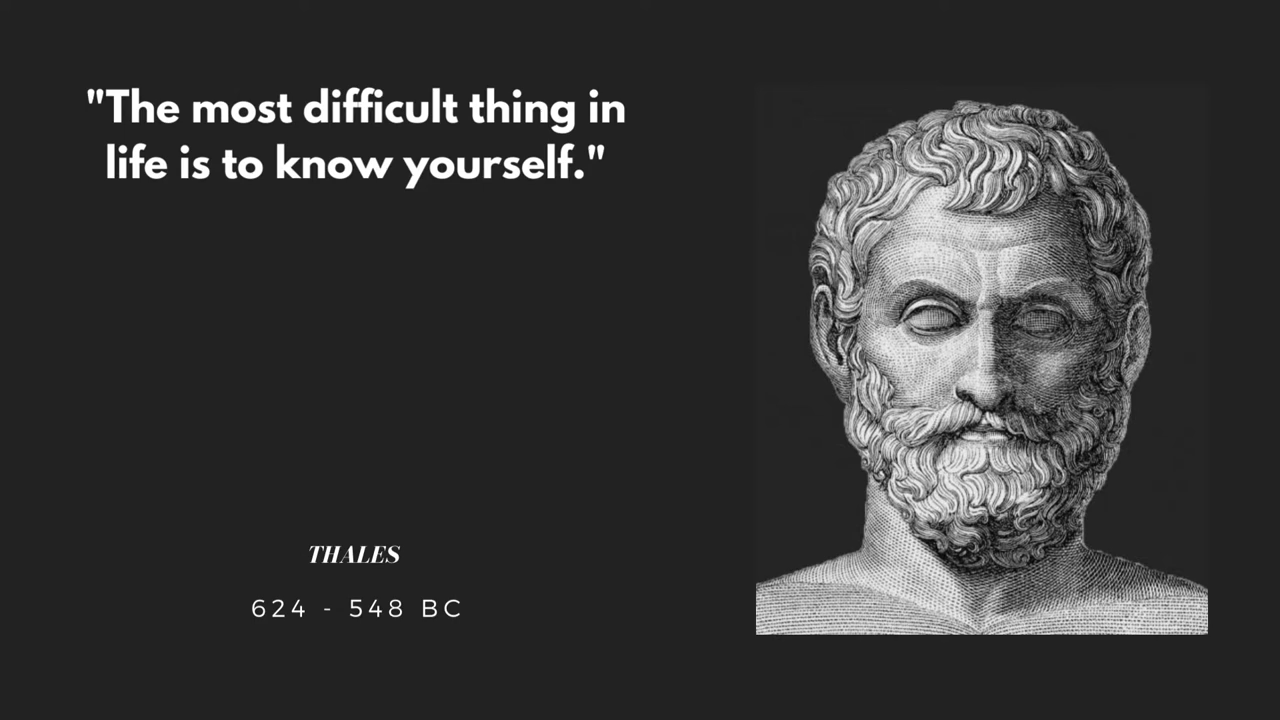 "The most difficult thing in
life is to know yourself."
THALES
624 - 548 BC